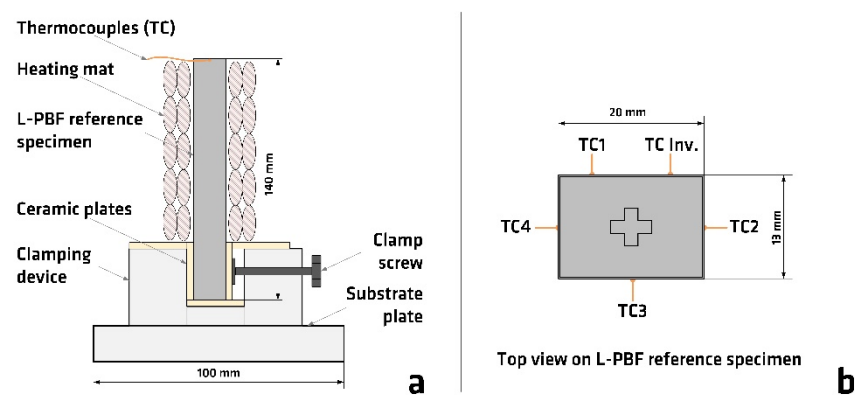 Thermocouples (TC)
Heating mat
L-PBF reference
specimen
140 mm
Ceramic plates
Clamping
device
Clamp
screw
Substrate
plate
100 mm
a
20 mm
TC1
TC Inv.
TC4
TC2
13 mm
TC3
Top view on L-PBF reference specimen
b